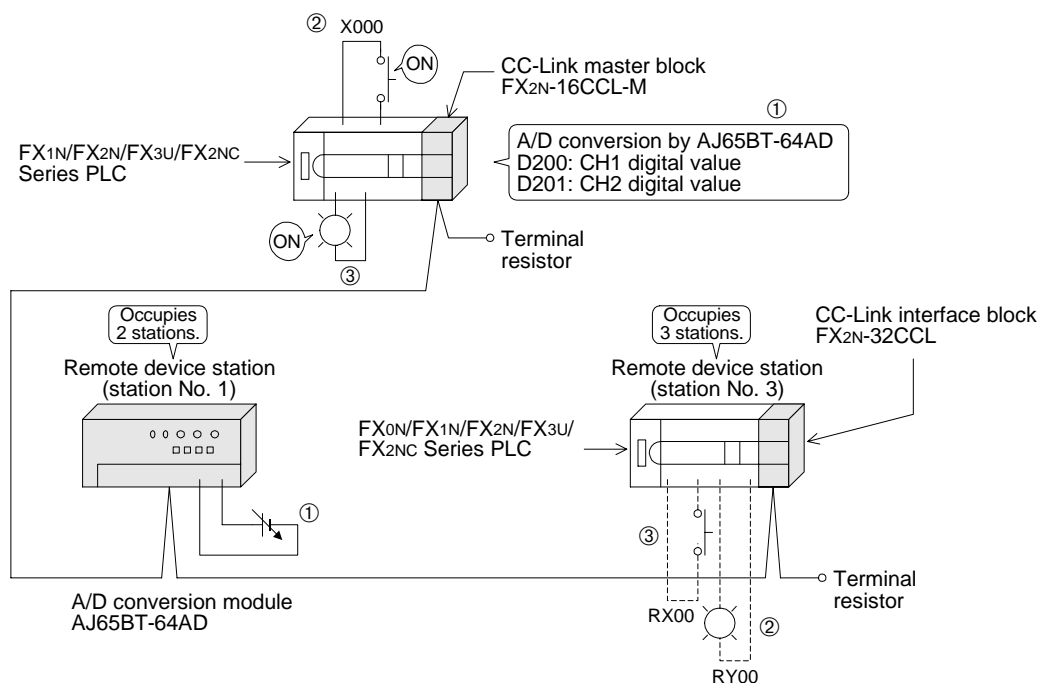 ② X000
ON
CC-Link master block
FX2N-16CCL-M
①
A/D conversion by AJ65BT-64AD
D200: CH1 digital value
D201: CH2 digital value
FX1N/FX2N/FX3U/FX2NC
Series PLC
ON
③
Terminal
resistor
Occupies
2 stations.
Remote device station
(station No. 1)
Occupies
3 stations.
Remote device station
(station No. 3)
CC-Link interface block
FX2N-32CCL
FX0N/FX1N/FX2N/FX3U/
FX2NC Series PLC
①
③
A/D conversion module
AJ65BT-64AD
RX00
②
RY00
Terminal
resistor